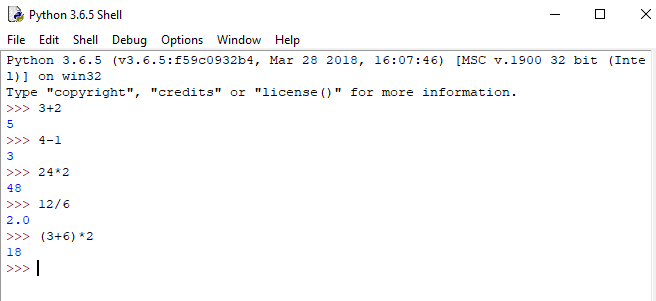 Python 3.6.5 Shell
File Edit Shell Debug Options Window Help
Python 3.6.5 (v3.6.5:f59c0932b4, Mar 28 2018, 16:07:46) [MSC v.1900 32 bit (Inte
l)] on win32
Type "copyright", "credits" or "license()" for more information.
>>> 3+2
5
>>> 4-1
3
>>> 24*2
48
>>> 12/6
2.0
>>> (3+6)*2
18
>>>